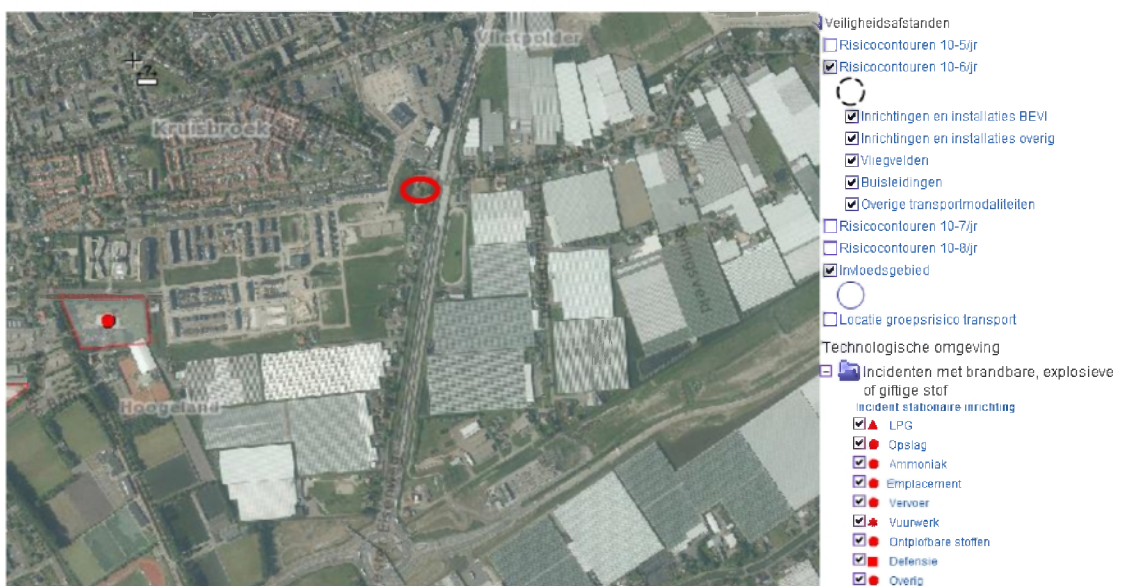 Vlietpolder
Kruisbroek
Hoogeland
Veiligheidsafstanden
Risicocontouren 10-5/jr
Risicocontouren 10-6/jr
Inrichtingen en installaties BEVI
Inrichtingen en installaties overig
Vliegvelden
Buisleidingen
Overige transportmodaliteiten
Risicocontouren 10-7/jr
Risicocontouren 10-8/jr
Invloedsgebied
Locatie groepsrisico transport
Technologische omgeving
Incidenten met brandbare, explosieve
of giftige stof
Incident stationaire inrichting
LPG
Opslag
Ammoniak
Emplacement
Vervoer
Vuurwerk
Ontplofbare stoffen
Defensie
Overig